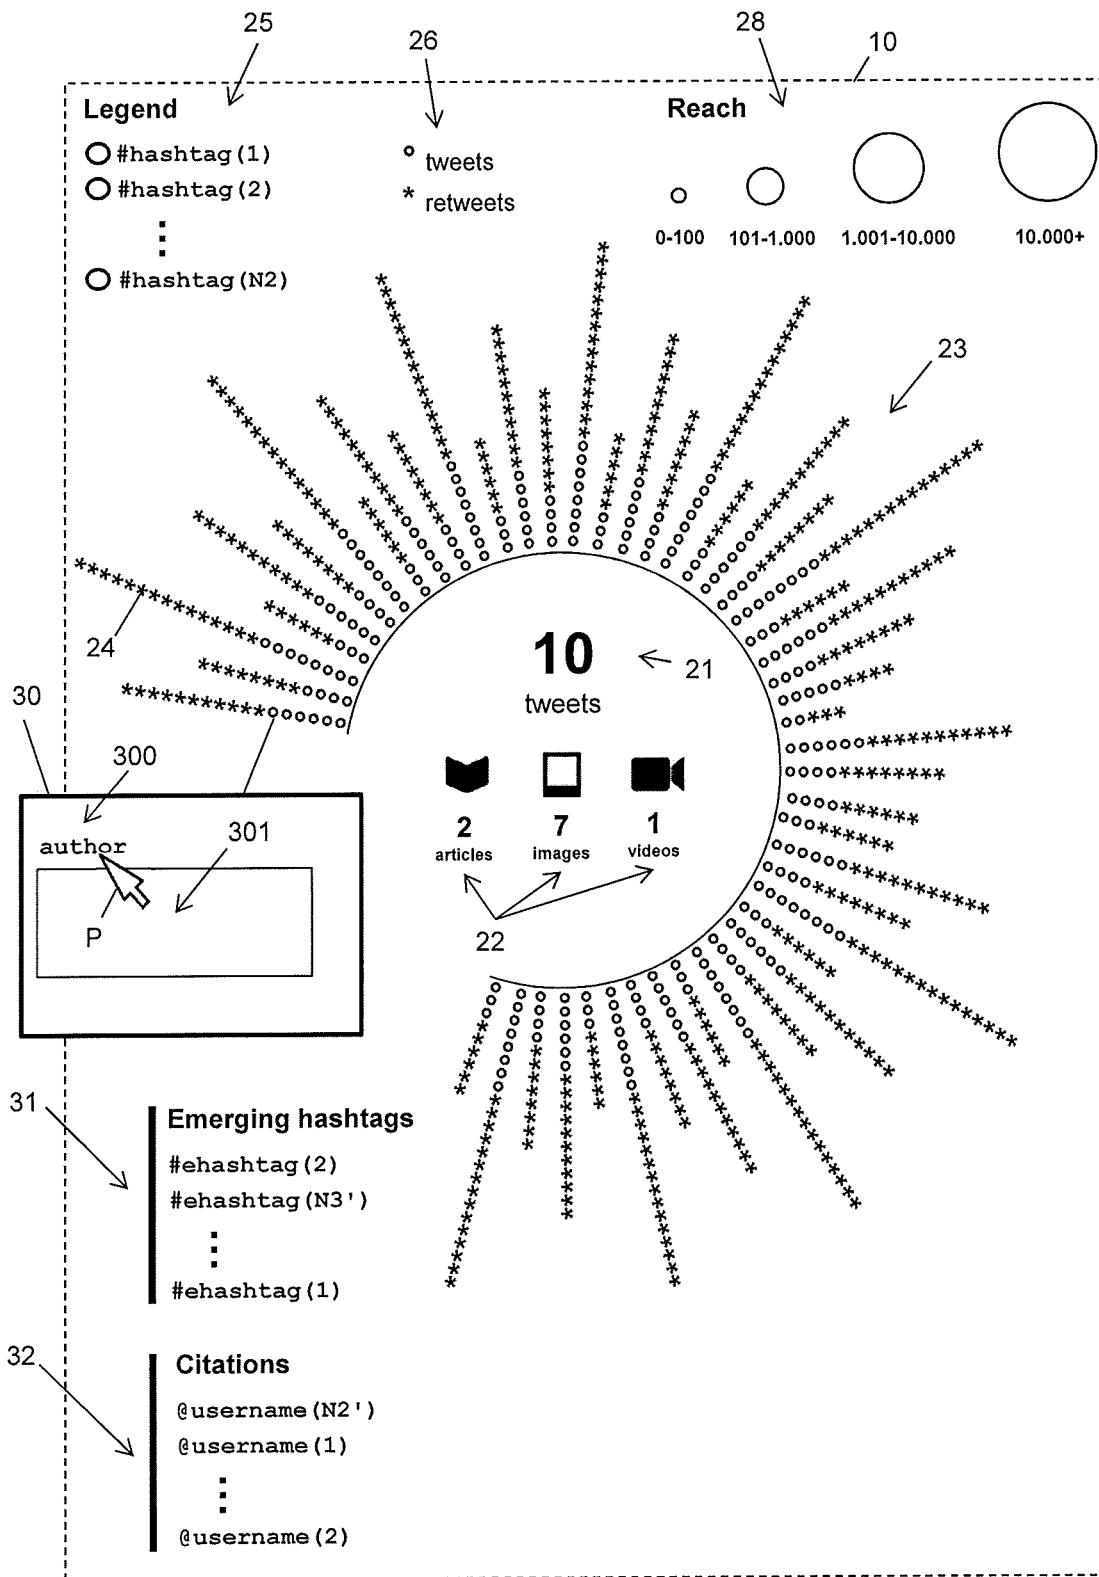 25
26
28
10
Legend
#hashtag(1)
#hashtag(2)
#hashtag(N2)
° tweets
* retweets
Reach
0-100
101-1.000
1.001-10.000
10.000+
23
24
10
tweets
21
2
articles
7
images
1
videos
22
30
300
author
301
P
31
Emerging hashtags
#ehashtag(2)
#ehashtag(N3')
#ehashtag(1)
32
Citations
@username(N2')
@username(1)
@username(2)